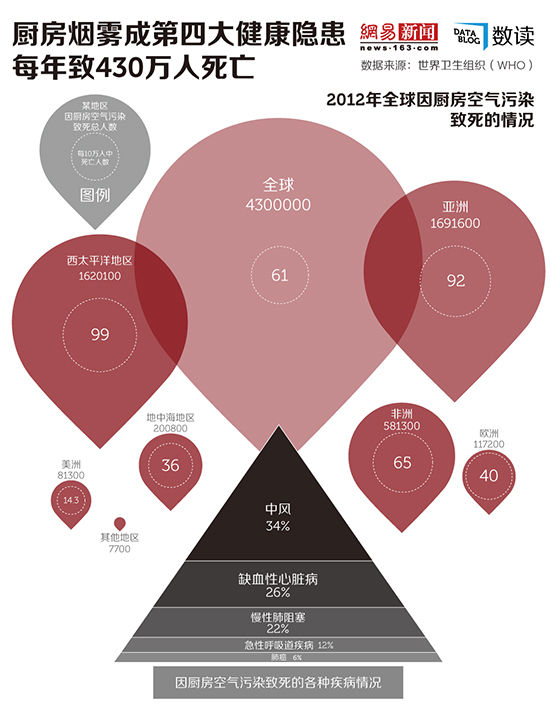 厨房烟雾成第四大健康隐患
每年致430万人死亡
網易 新闻
news·163·com
DATA
BLOG
数读
数据来源：世界卫生组织（WHO）
2012年全球因厨房空气污染
致死的情况
某地区
因厨房空气污染
致死总人数
每10万人中
死亡人数
图例
全球
4300000
61
亚洲
1691600
92
西太平洋地区
1620100
99
地中海地区
200800
36
非洲
581300
65
欧洲
117200
40
美洲
81300
14.3
其他地区
7700
中风
34%
缺血性心脏病
26%
慢性肺阻塞
22%
急性呼吸道疾病 12%
肺癌 6%
因厨房空气污染致死的各种疾病情况